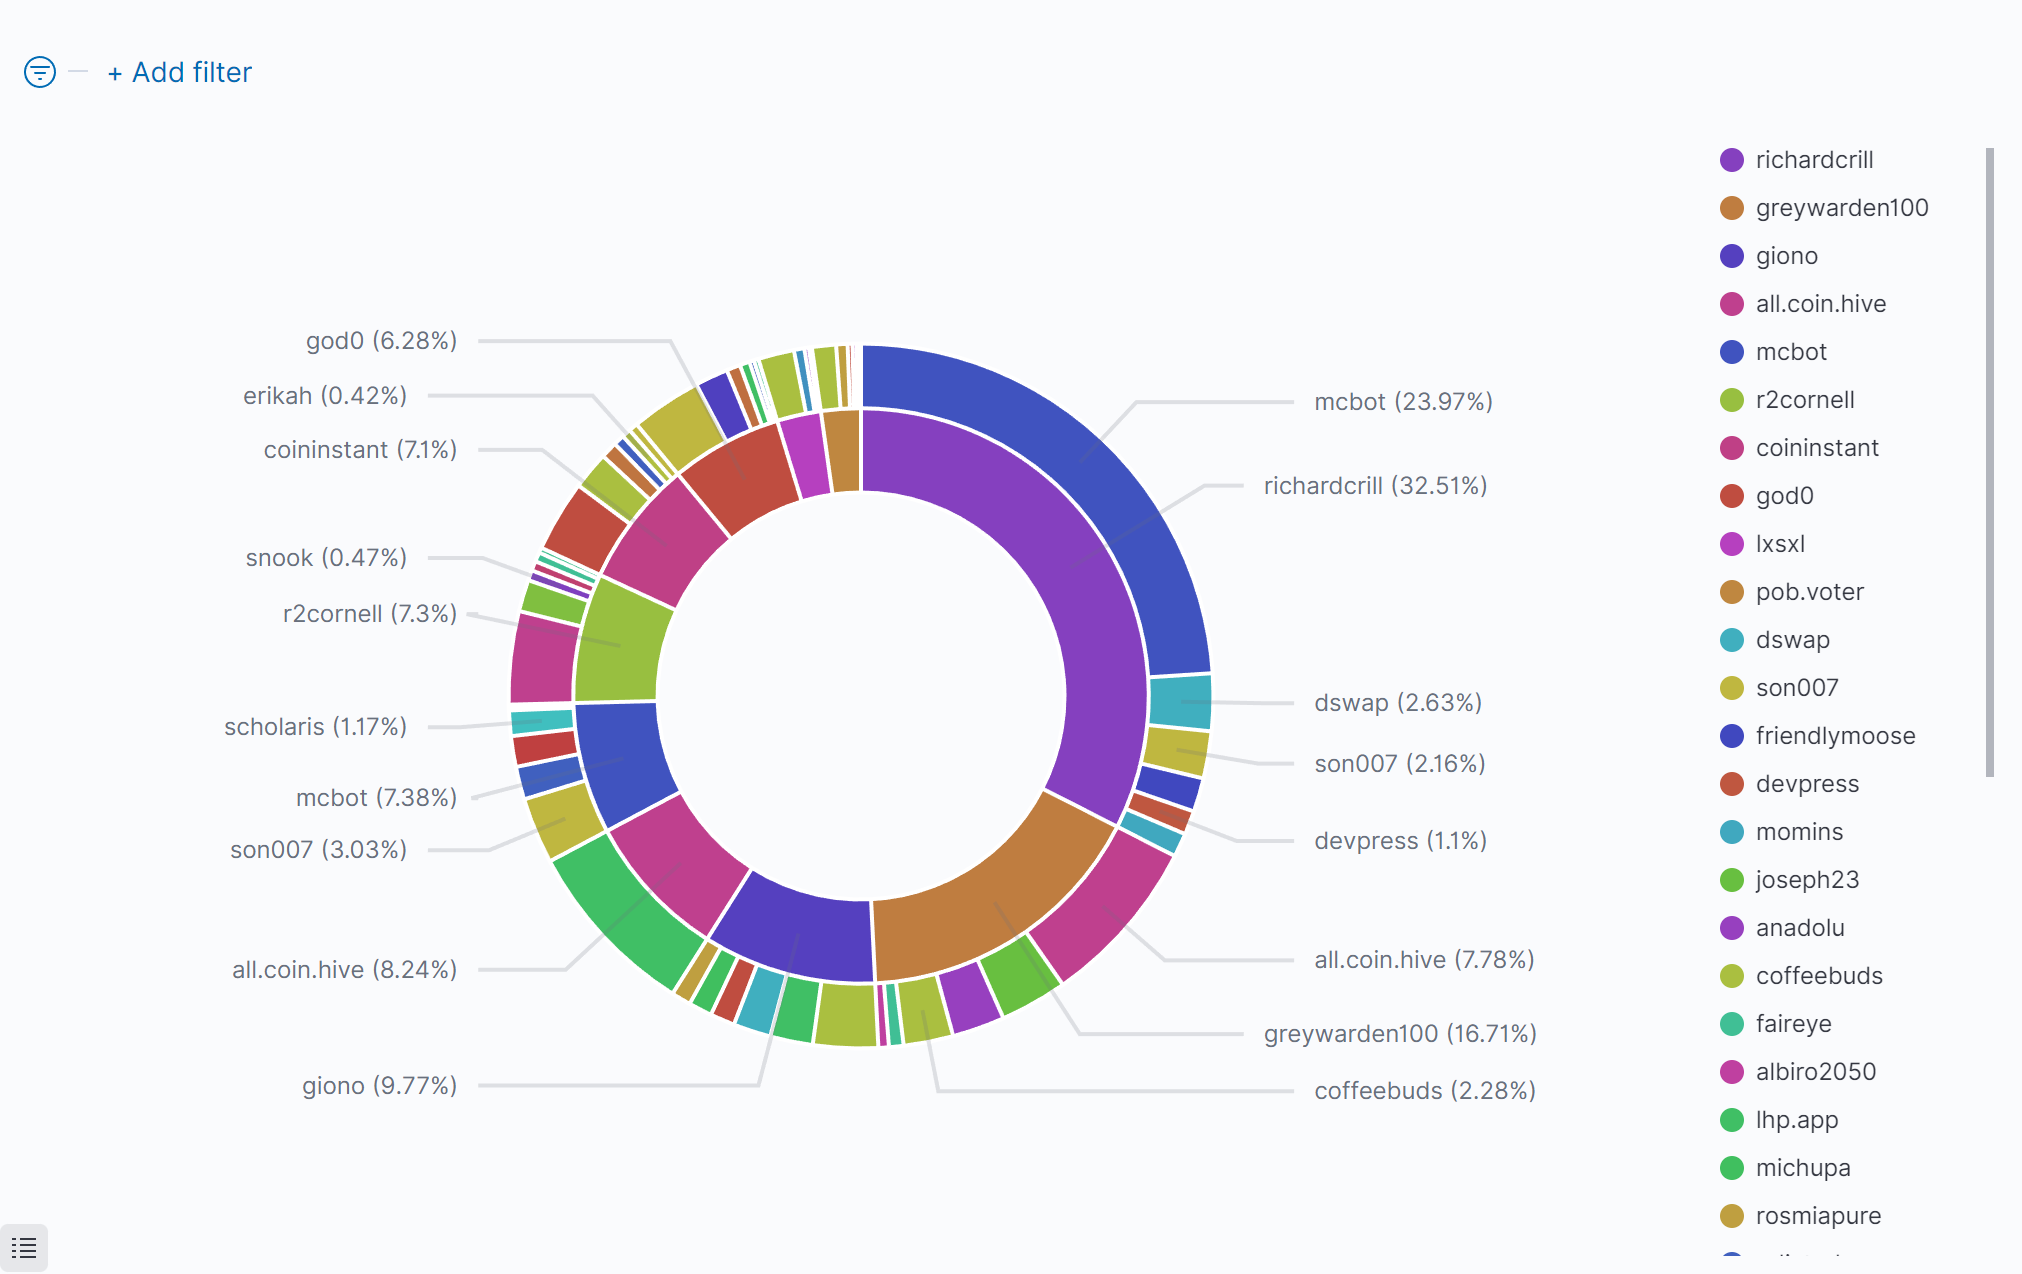 + Add filter
god0 (6.28%)
erikah (0.42%)
coininstant (7.1%)
snook (0.47%)
r2cornell (7.3%)
scholaris (1.17%)
mcbot (7.38%)
son007 (3.03%)
all.coin.hive (8.24%)
giono (9.77%)
mcbot (23.97%)
richardcrill (32.51%)
dswap (2.63%)
son007 (2.16%)
devpress (1.1%)
all.coin.hive (7.78%)
greywarden100 (16.71%)
coffeebuds (2.28%)
richardcrill
greywarden100
giono
all.coin.hive
mcbot
r2cornell
coininstant
god0
lxsxl
pob.voter
dswap
son007
friendlymoose
devpress
momins
joseph23
anadolu
coffeebuds
faireye
albiro2050
lhp.app
michupa
rosmiapure